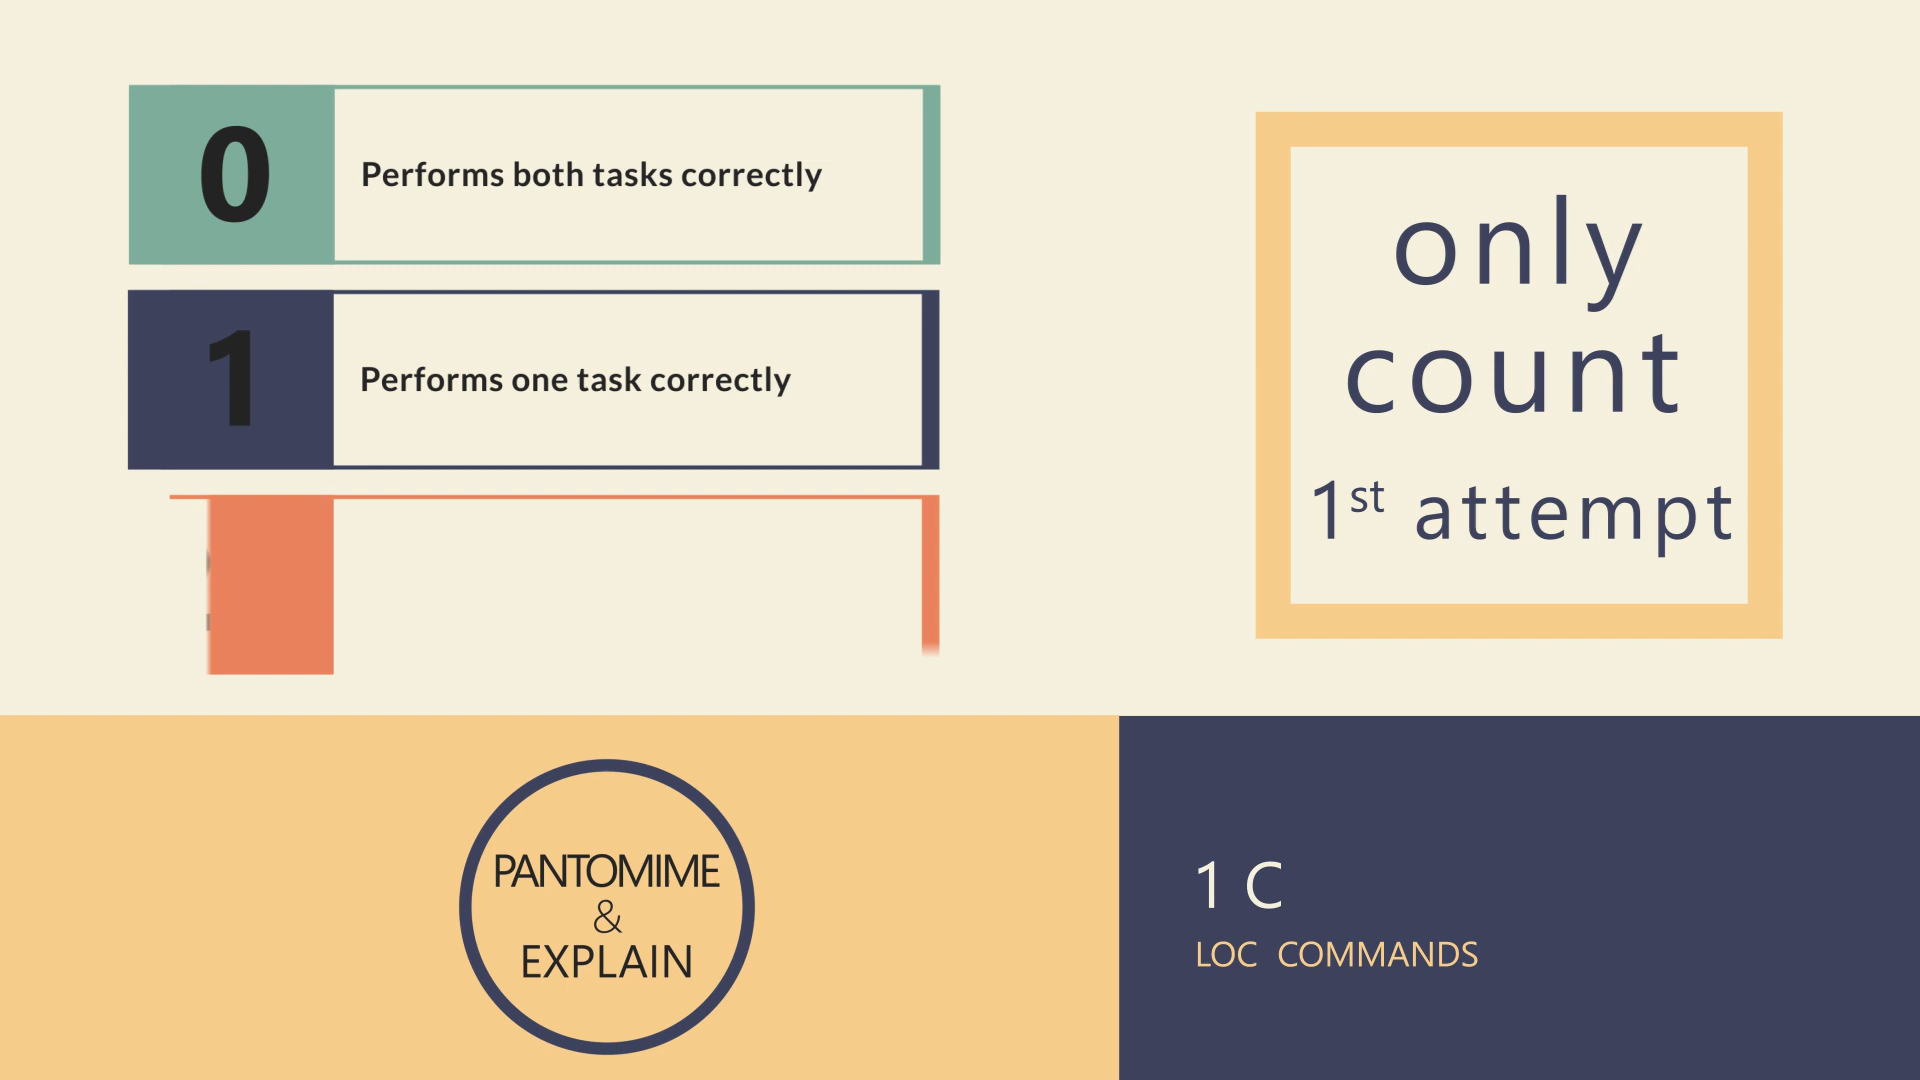 0
Performs both tasks correctly
1
Performs one task correctly
only
count
1st attempt
PANTOMIME
&
EXPLAIN
1 C
LOC COMMANDS